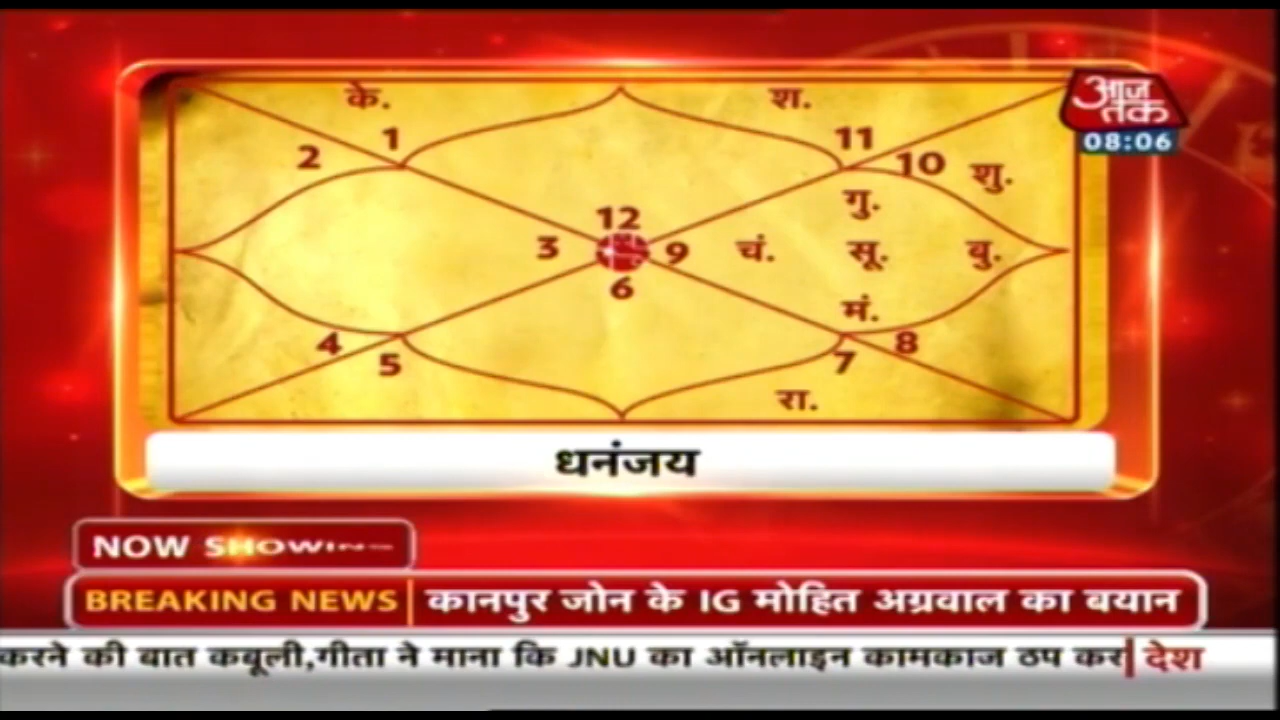 के.
श.
आज तक
1
11
08:06
2
10
शु.
गु.
12
3
9
चं.
सू.
बु.
6
मं.
4
8
5
7
रा.
धनंजय
NOW
BREAKING NEWS
कानपुर जोन के IG मोहित अग्रवाल का बयान
करने की बात कबूली,गीता ने माना कि JNU का ऑनलाइन कामकाज ठप कर
देश